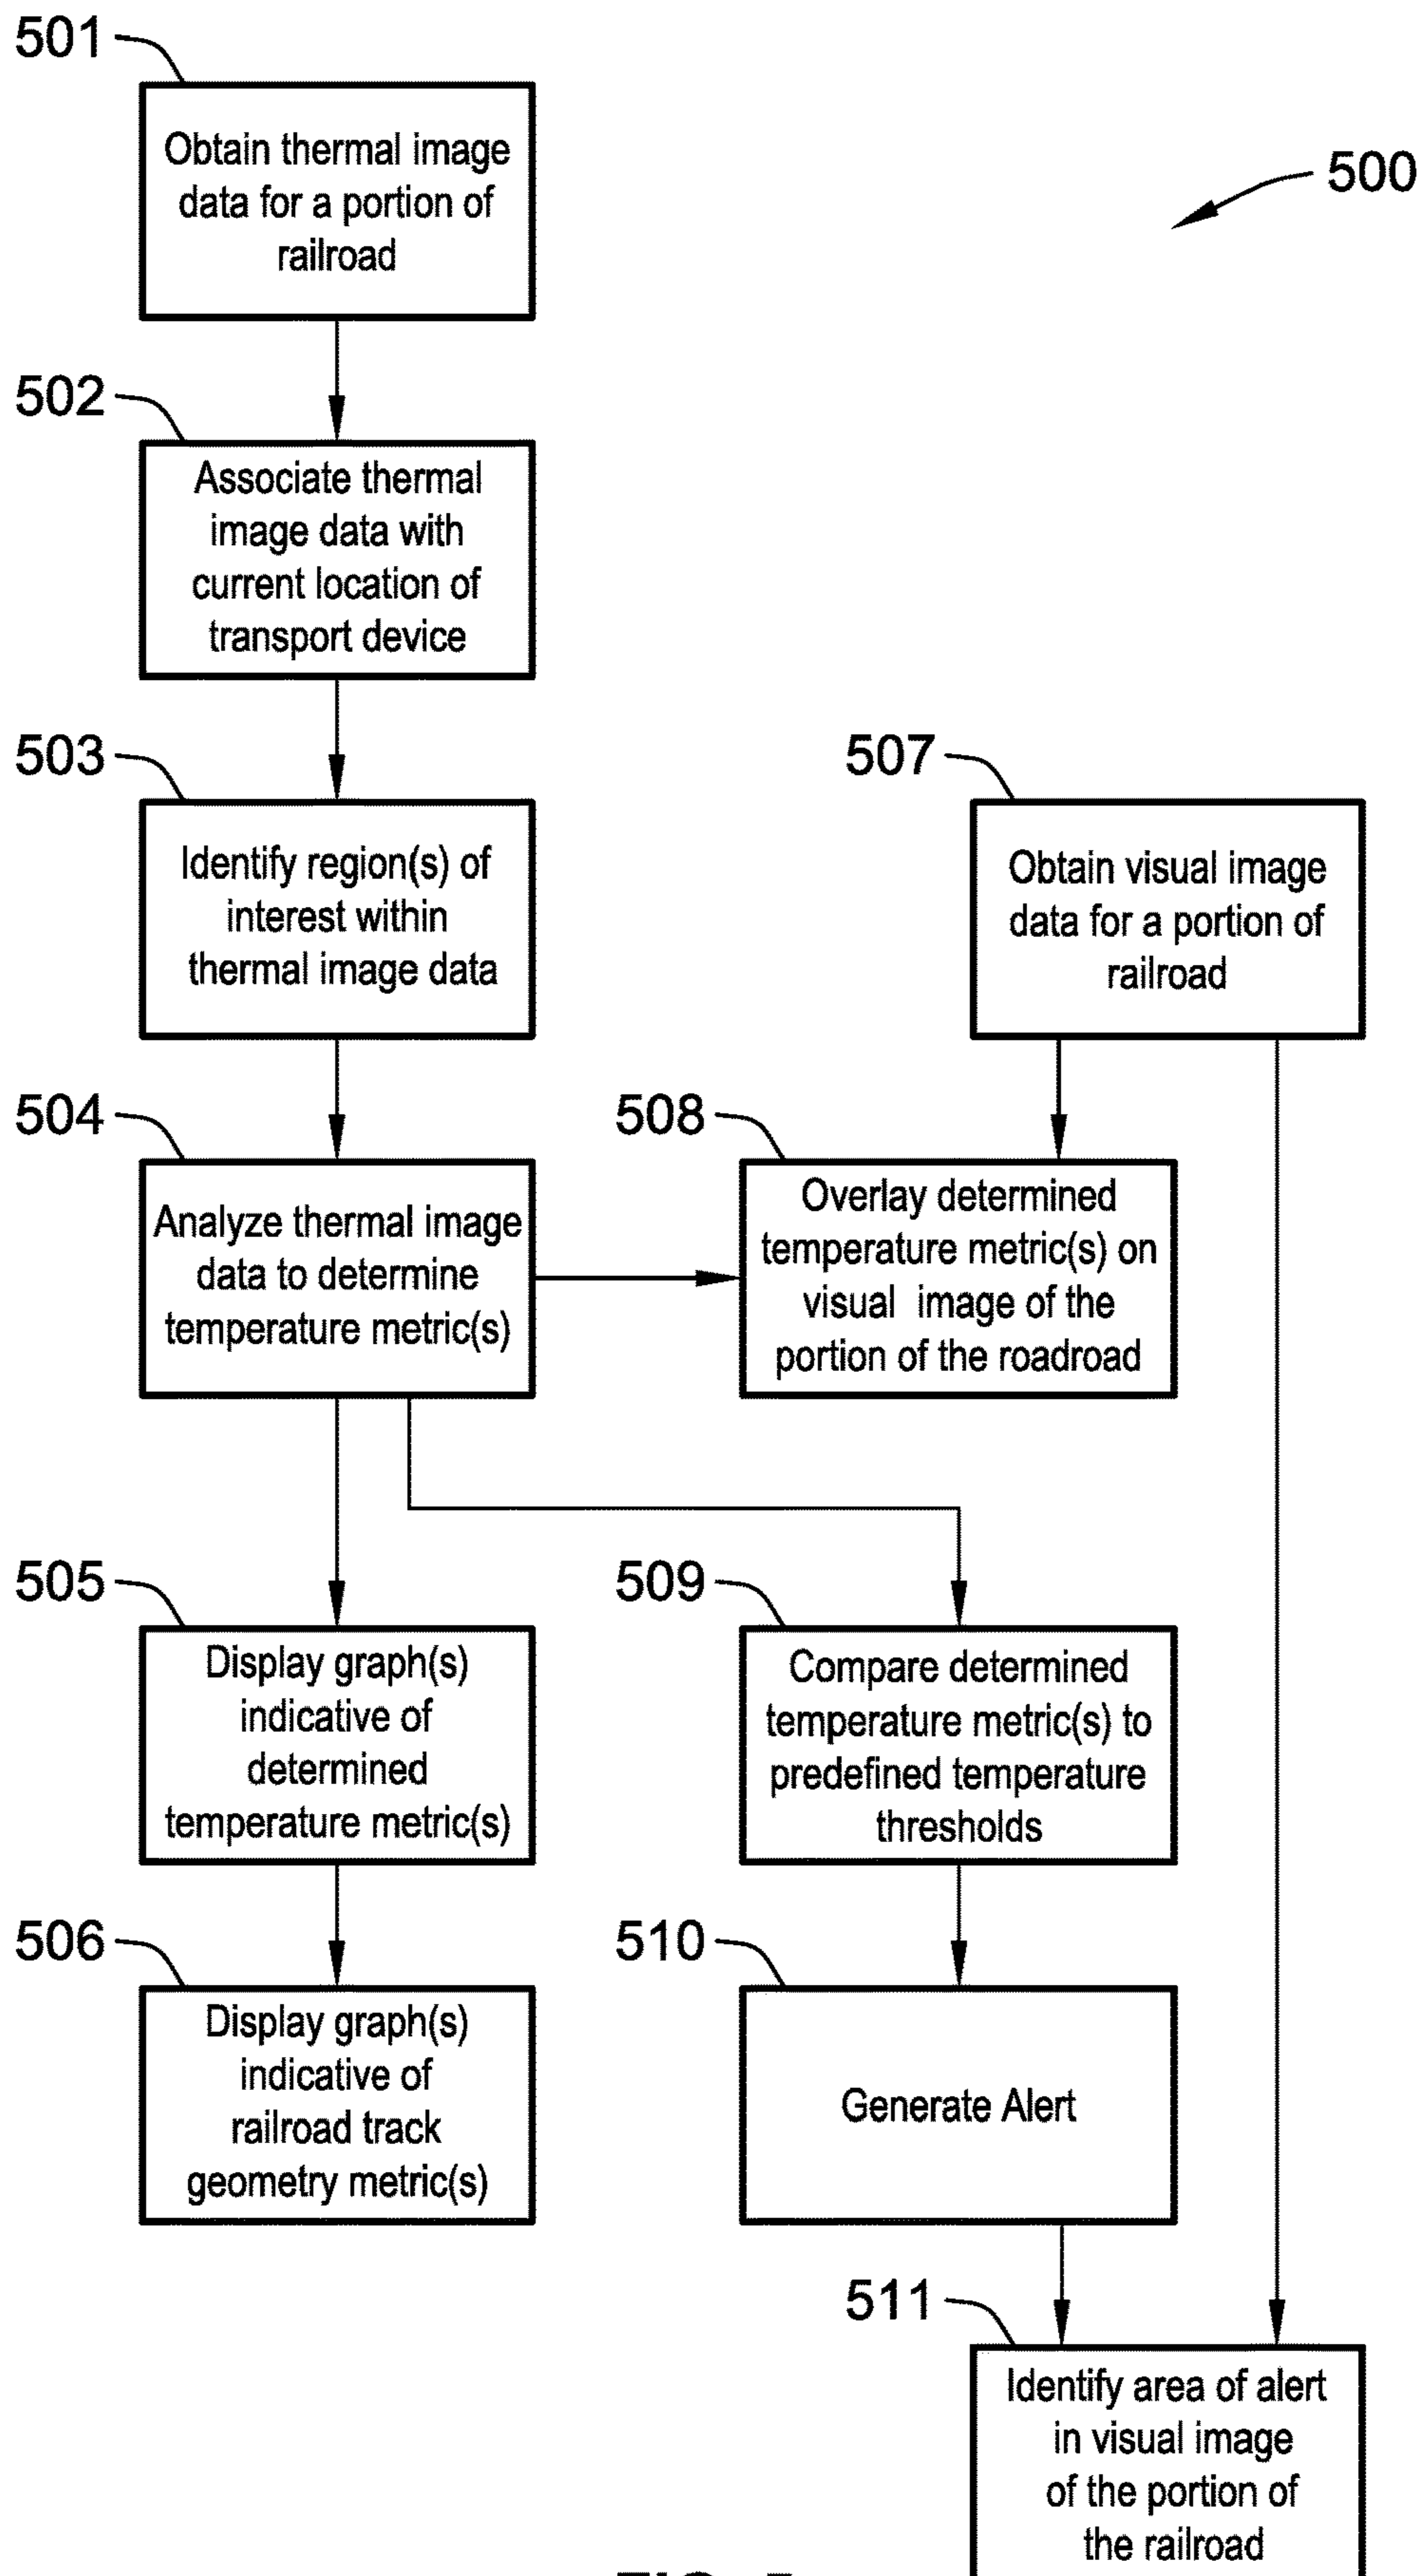 501
Obtain thermal image
data for a portion of
railroad
500
502
Associate thermal
image data with
current location of
transport device
503
Identify region(s) of
interest within
thermal image data
507
Obtain visual image
data for a portion of
railroad
504
Analyze thermal image
data to determine
temperature metric(s)
508
Overlay determined
temperature metric(s) on
visual image of the
portion of the roadroad
505
Display graph(s)
indicative of
determined
temperature metric(s)
509
Compare determined
temperature metric(s) to
predefined temperature
thresholds
506
Display graph(s)
indicative of
railroad track
geometry metric(s)
510
Generate Alert
511
Identify area of alert
in visual image
of the portion of
the railroad